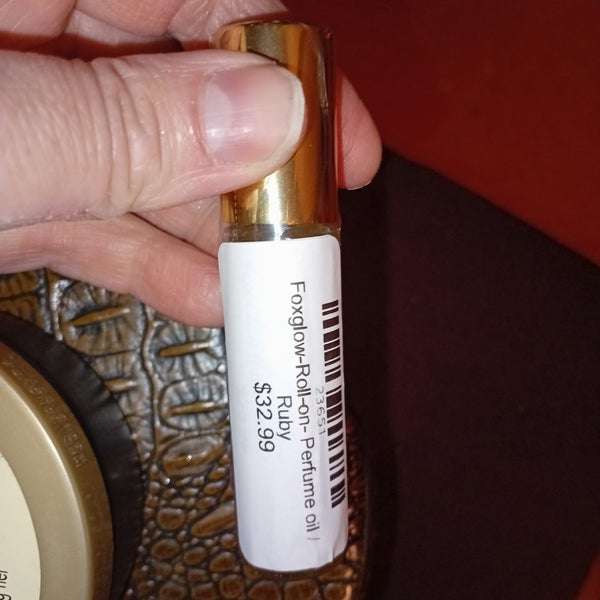 23651
Foxglow-Roll-on- Perfume oil /
Ruby
$32.99